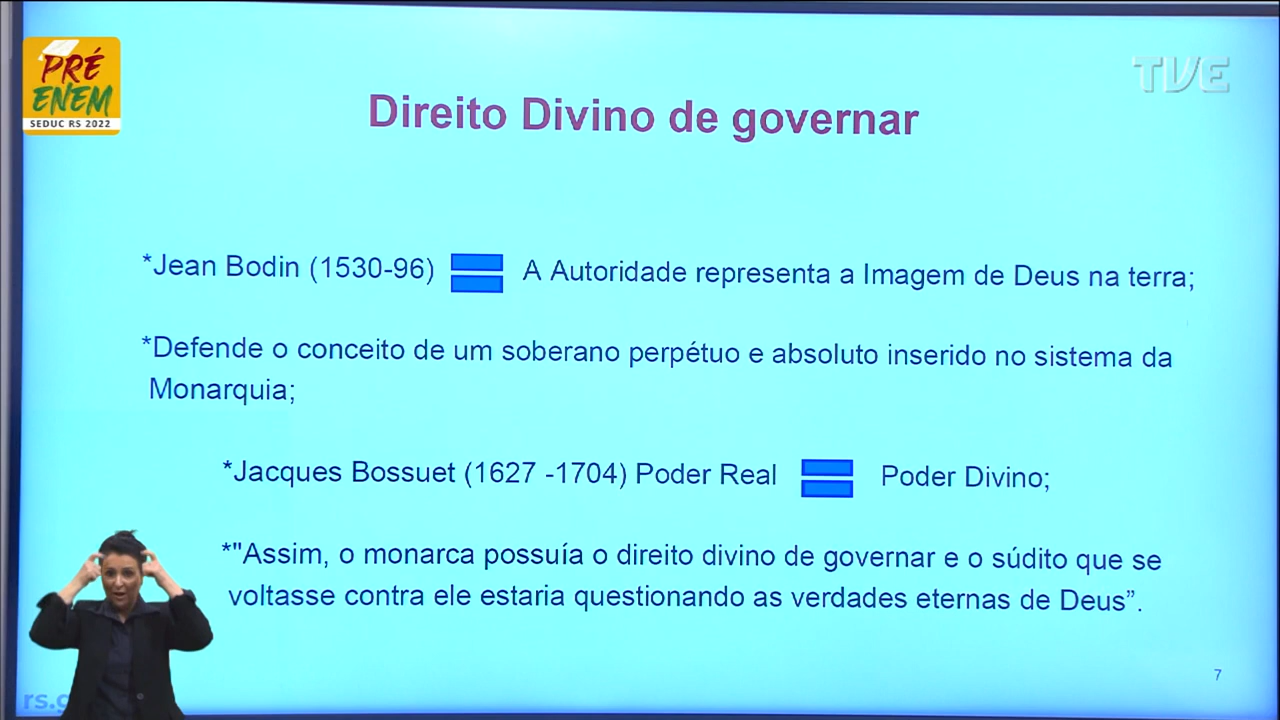 PRÉ
ENEM
SEDUC RS 2022
TVE
Direito Divino de governar
*Jean Bodin (1530-96) = A Autoridade representa a Imagem de Deus na terra;
*Defende o conceito de um soberano perpétuo e absoluto inserido no sistema da
Monarquia;
*Jacques Bossuet (1627 -1704) Poder Real = Poder Divino;
*"Assim, o monarca possuía o direito divino de governar e o súdito que se
voltasse contra ele estaria questionando as verdades eternas de Deus”.
7